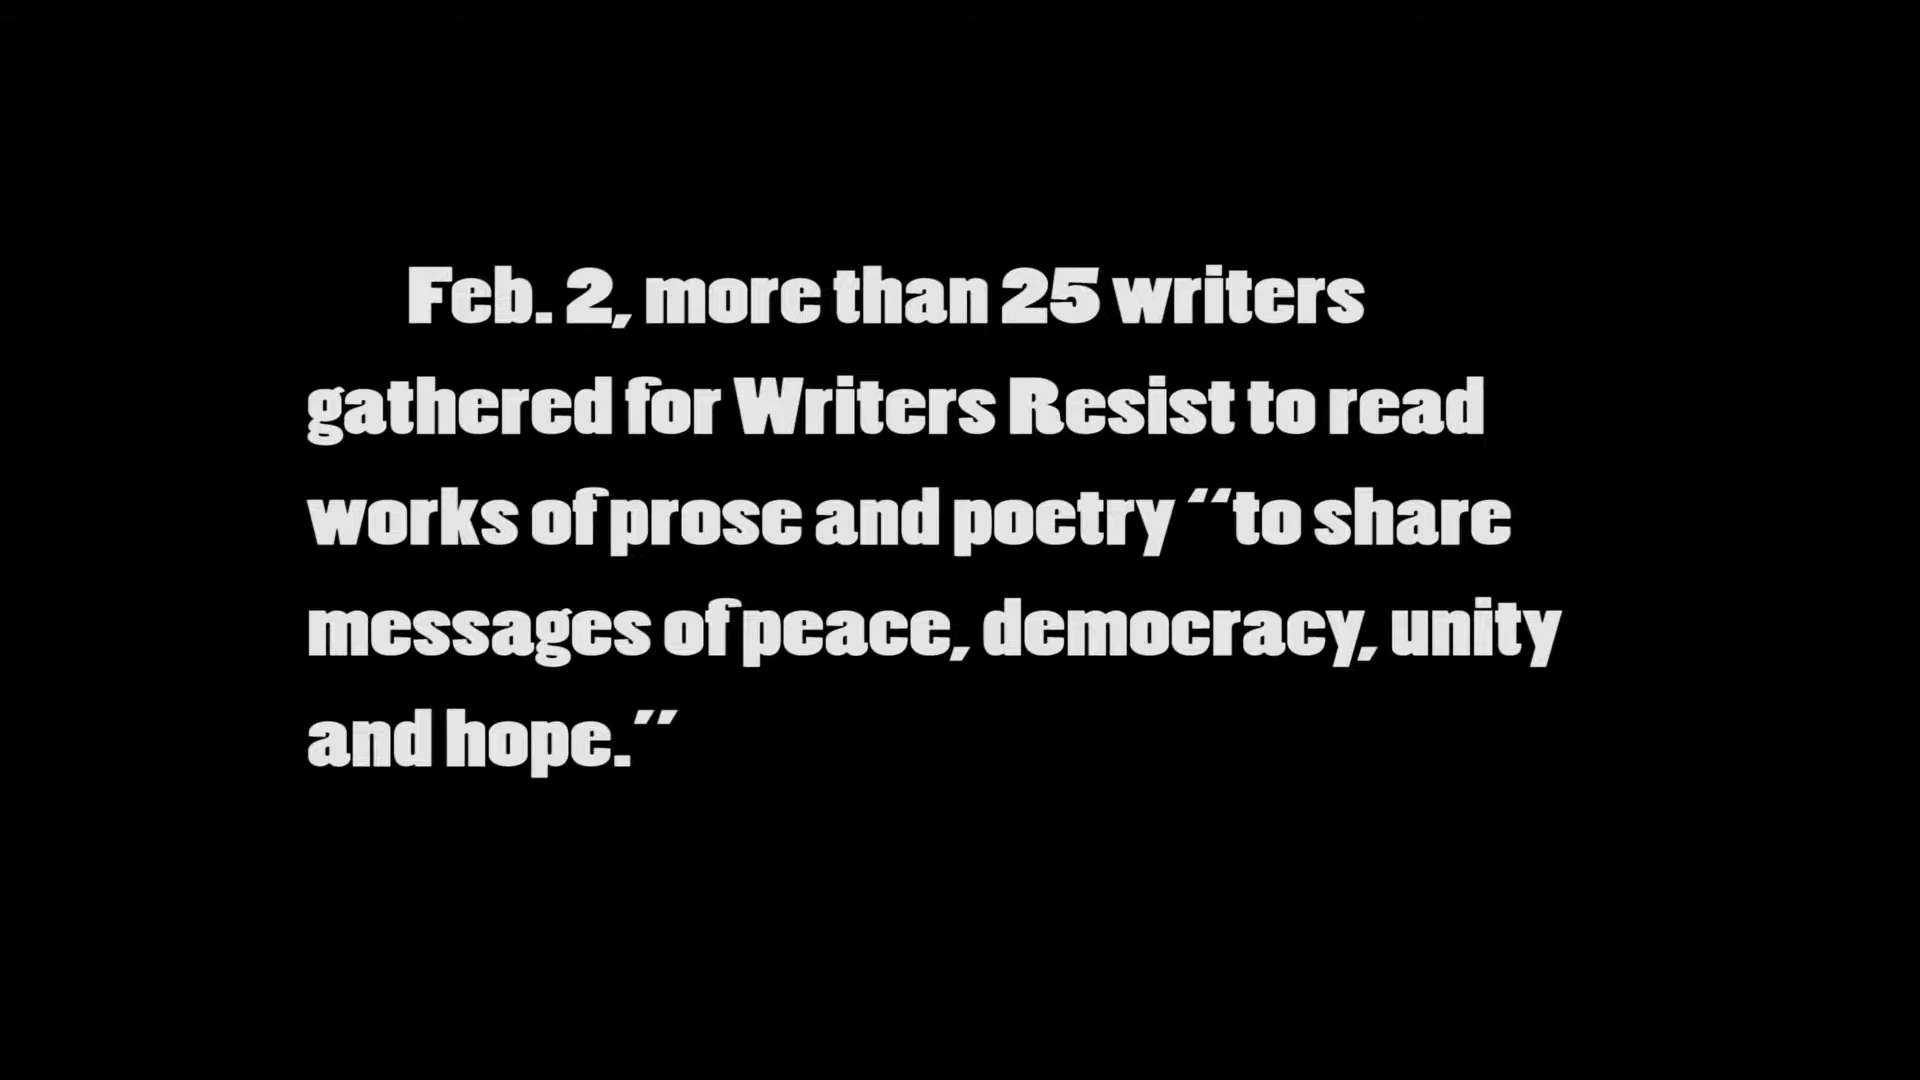 Feb. 2, more than 25 writers
gathered for Writers Resist to read
works of prose and poetry “to share
messages of peace, democracy, unity
and hope.”